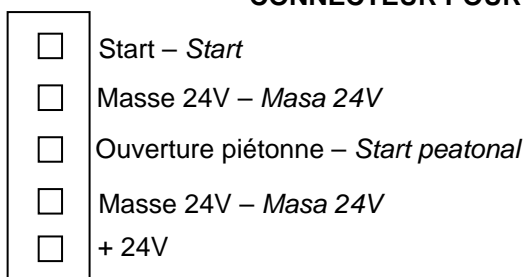 CONNECTEUR POUR
Start – Start
Masse 24V – Masa 24V
Ouverture piétonne – Start peatonal
Masse 24V – Masa 24V
+ 24V